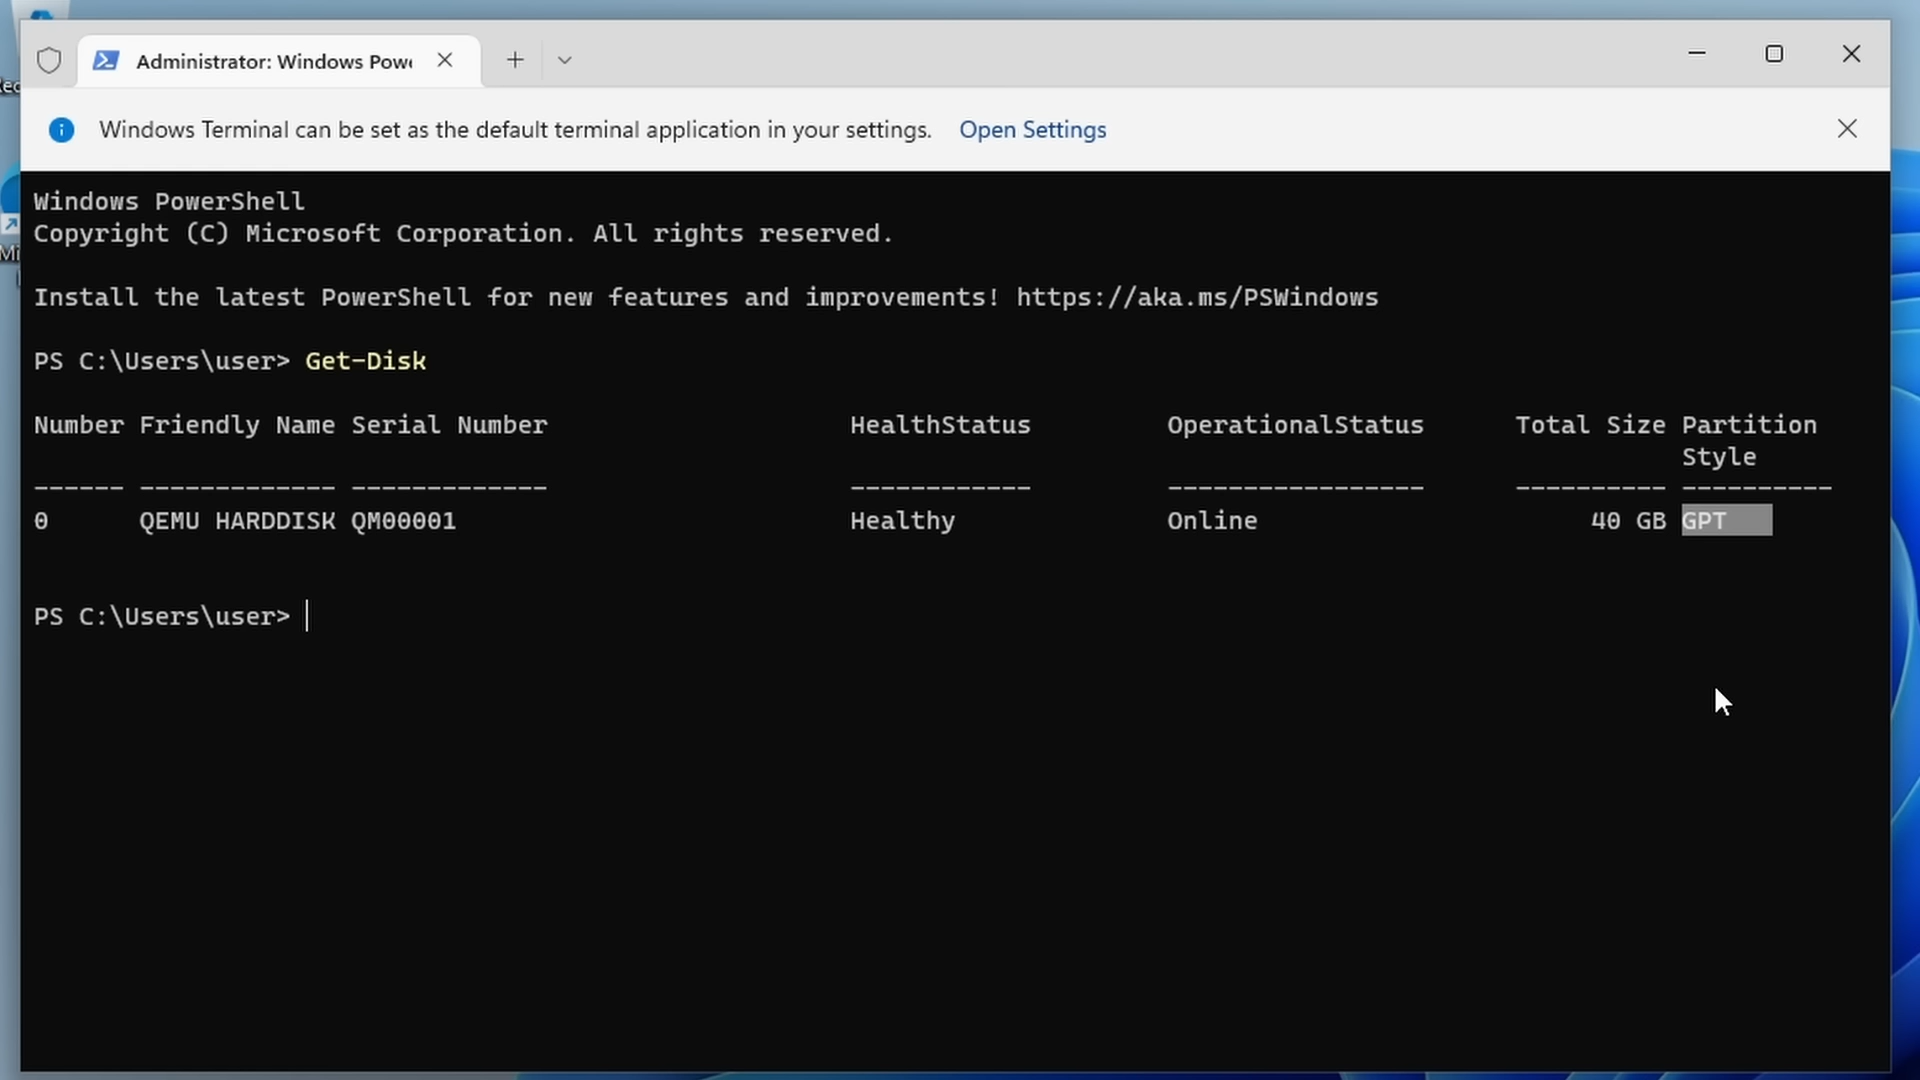 Administrator: Windows Powe
Windows Terminal can be set as the default terminal application in your settings. Open Settings
Windows PowerShell
Copyright (C) Microsoft Corporation. All rights reserved.
Install the latest PowerShell for new features and improvements! https://aka.ms/PSWindows
PS C:\Users\user> Get-Disk
Number Friendly Name Serial Number HealthStatus OperationalStatus Total Size Partition
Style
------ ------------- ------------- ------------ ----------------- ---------- ----------
0 QEMU HARDDISK QM00001 Healthy Online 40 GB GPT
PS C:\Users\user>